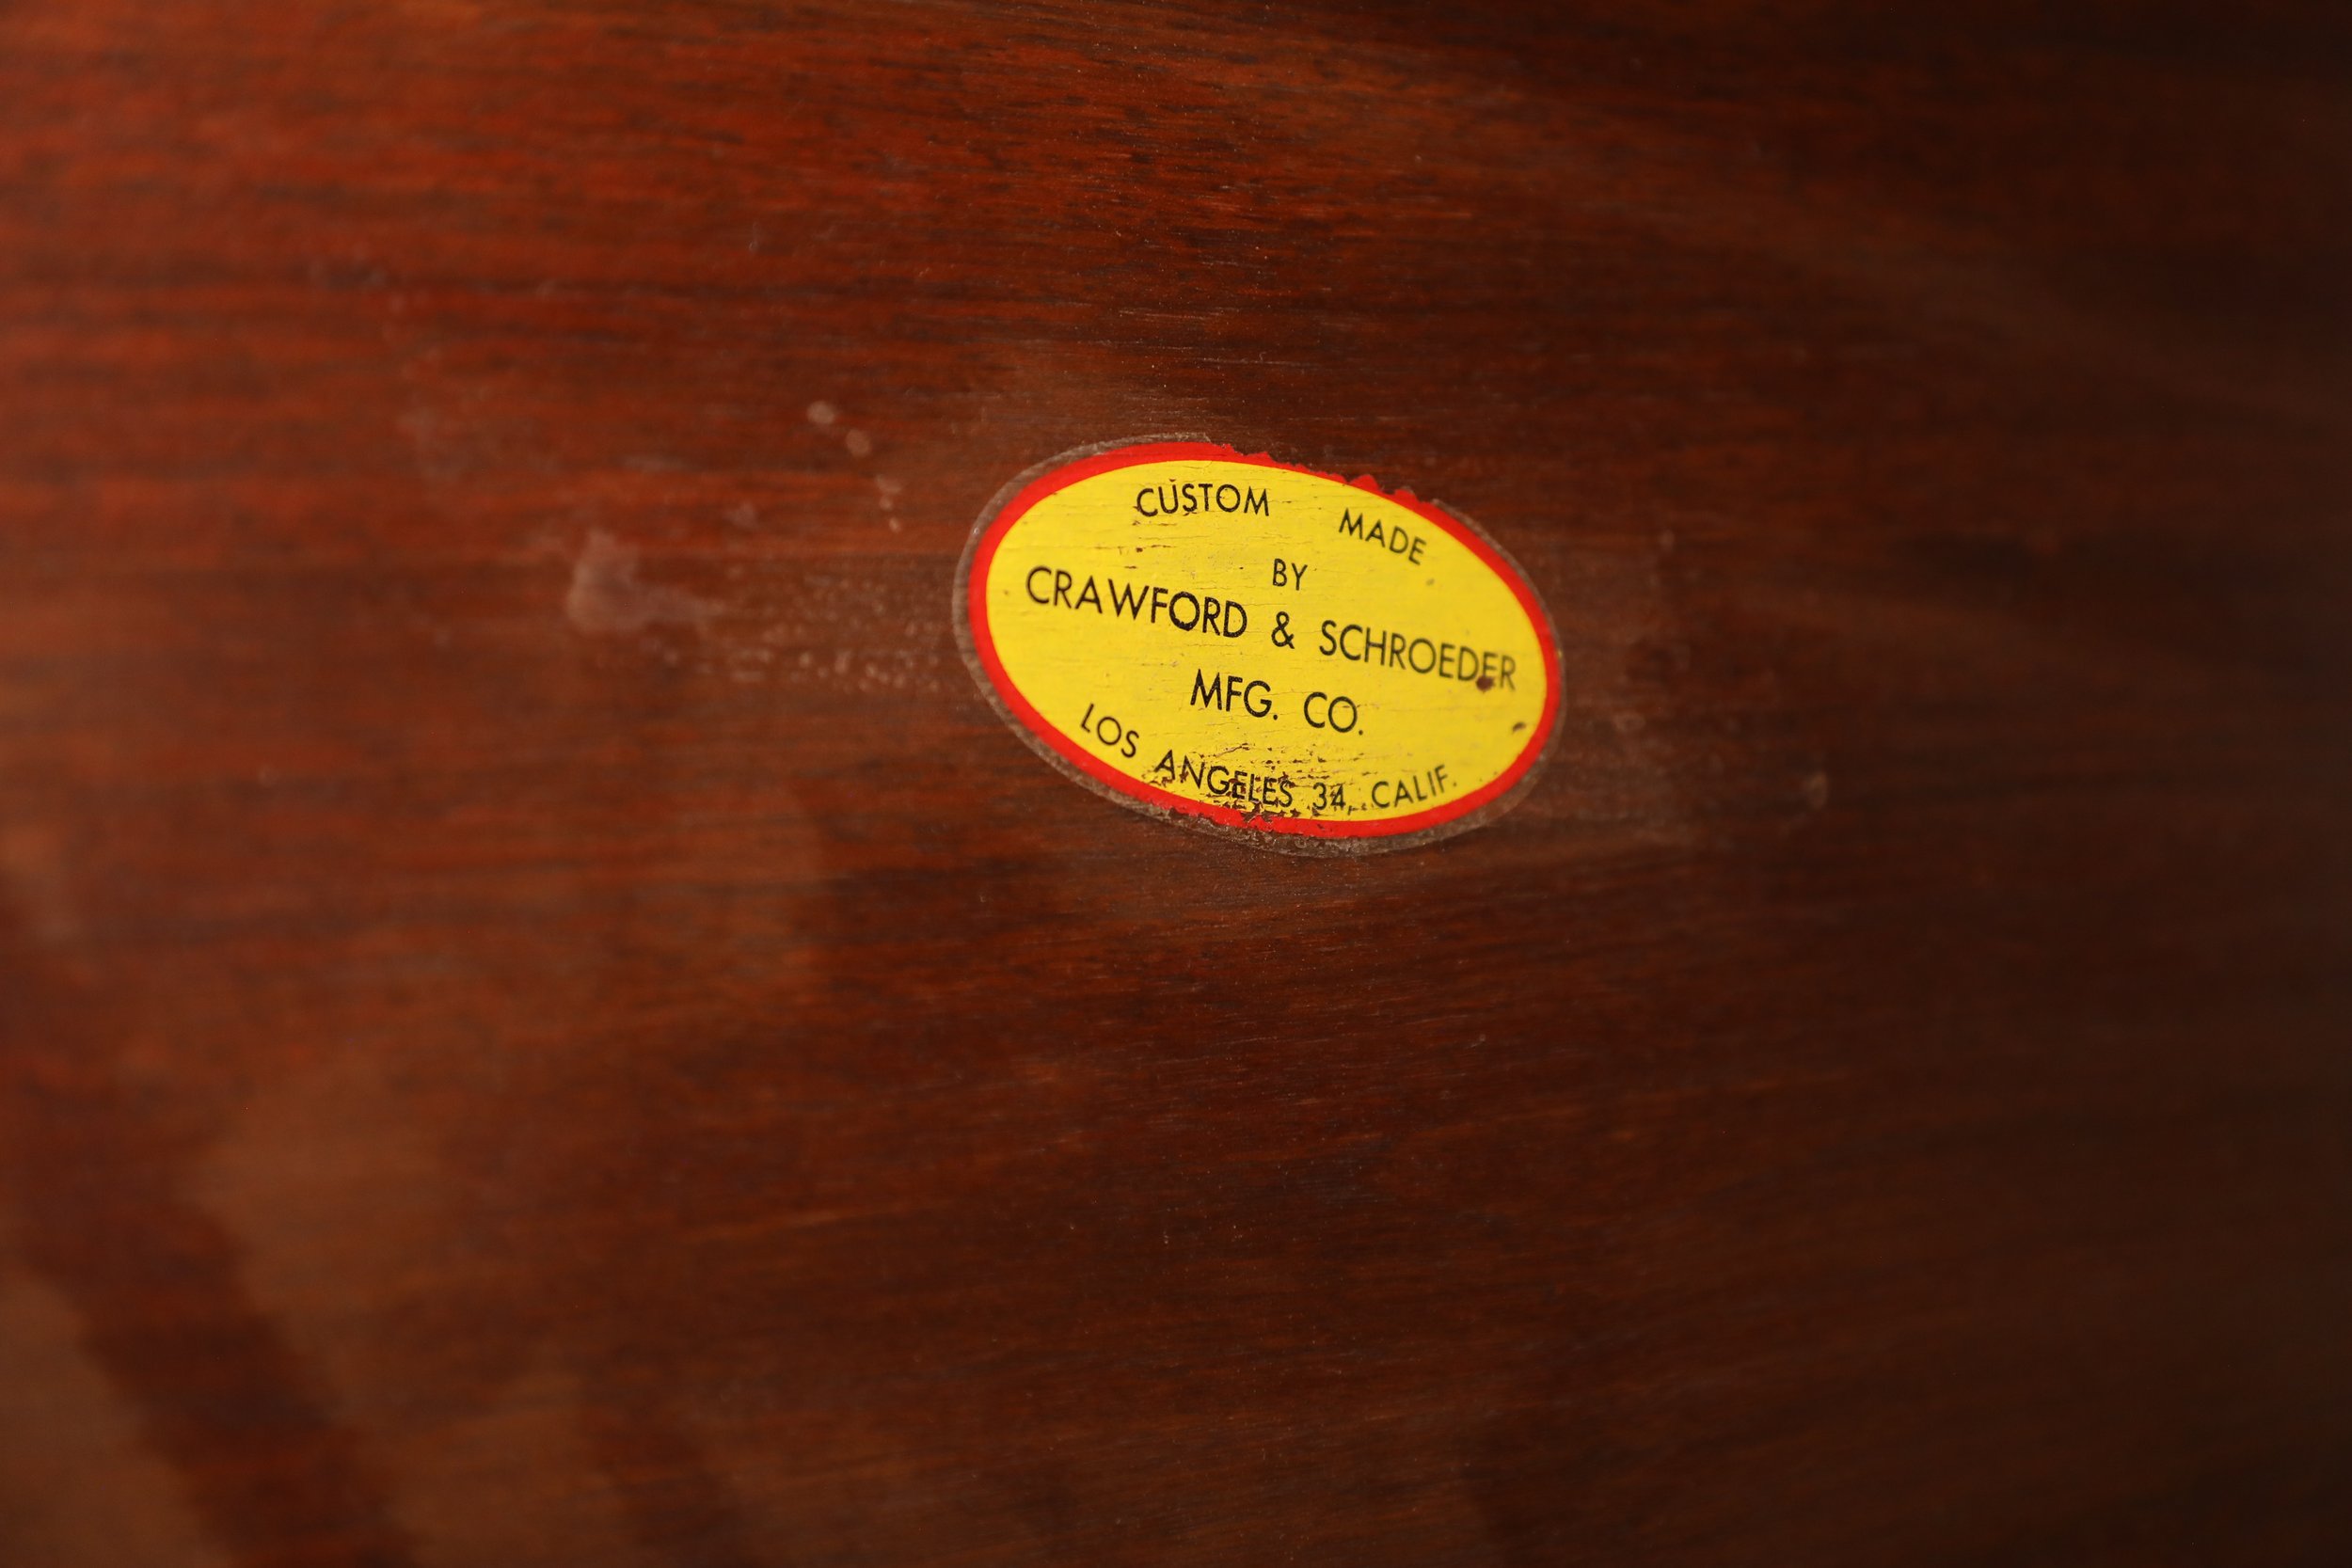 CUSTOM MADE
BY
CRAWFORD & SCHROEDER
MFG. CO.
LOS ANGELES 34, CALIF.